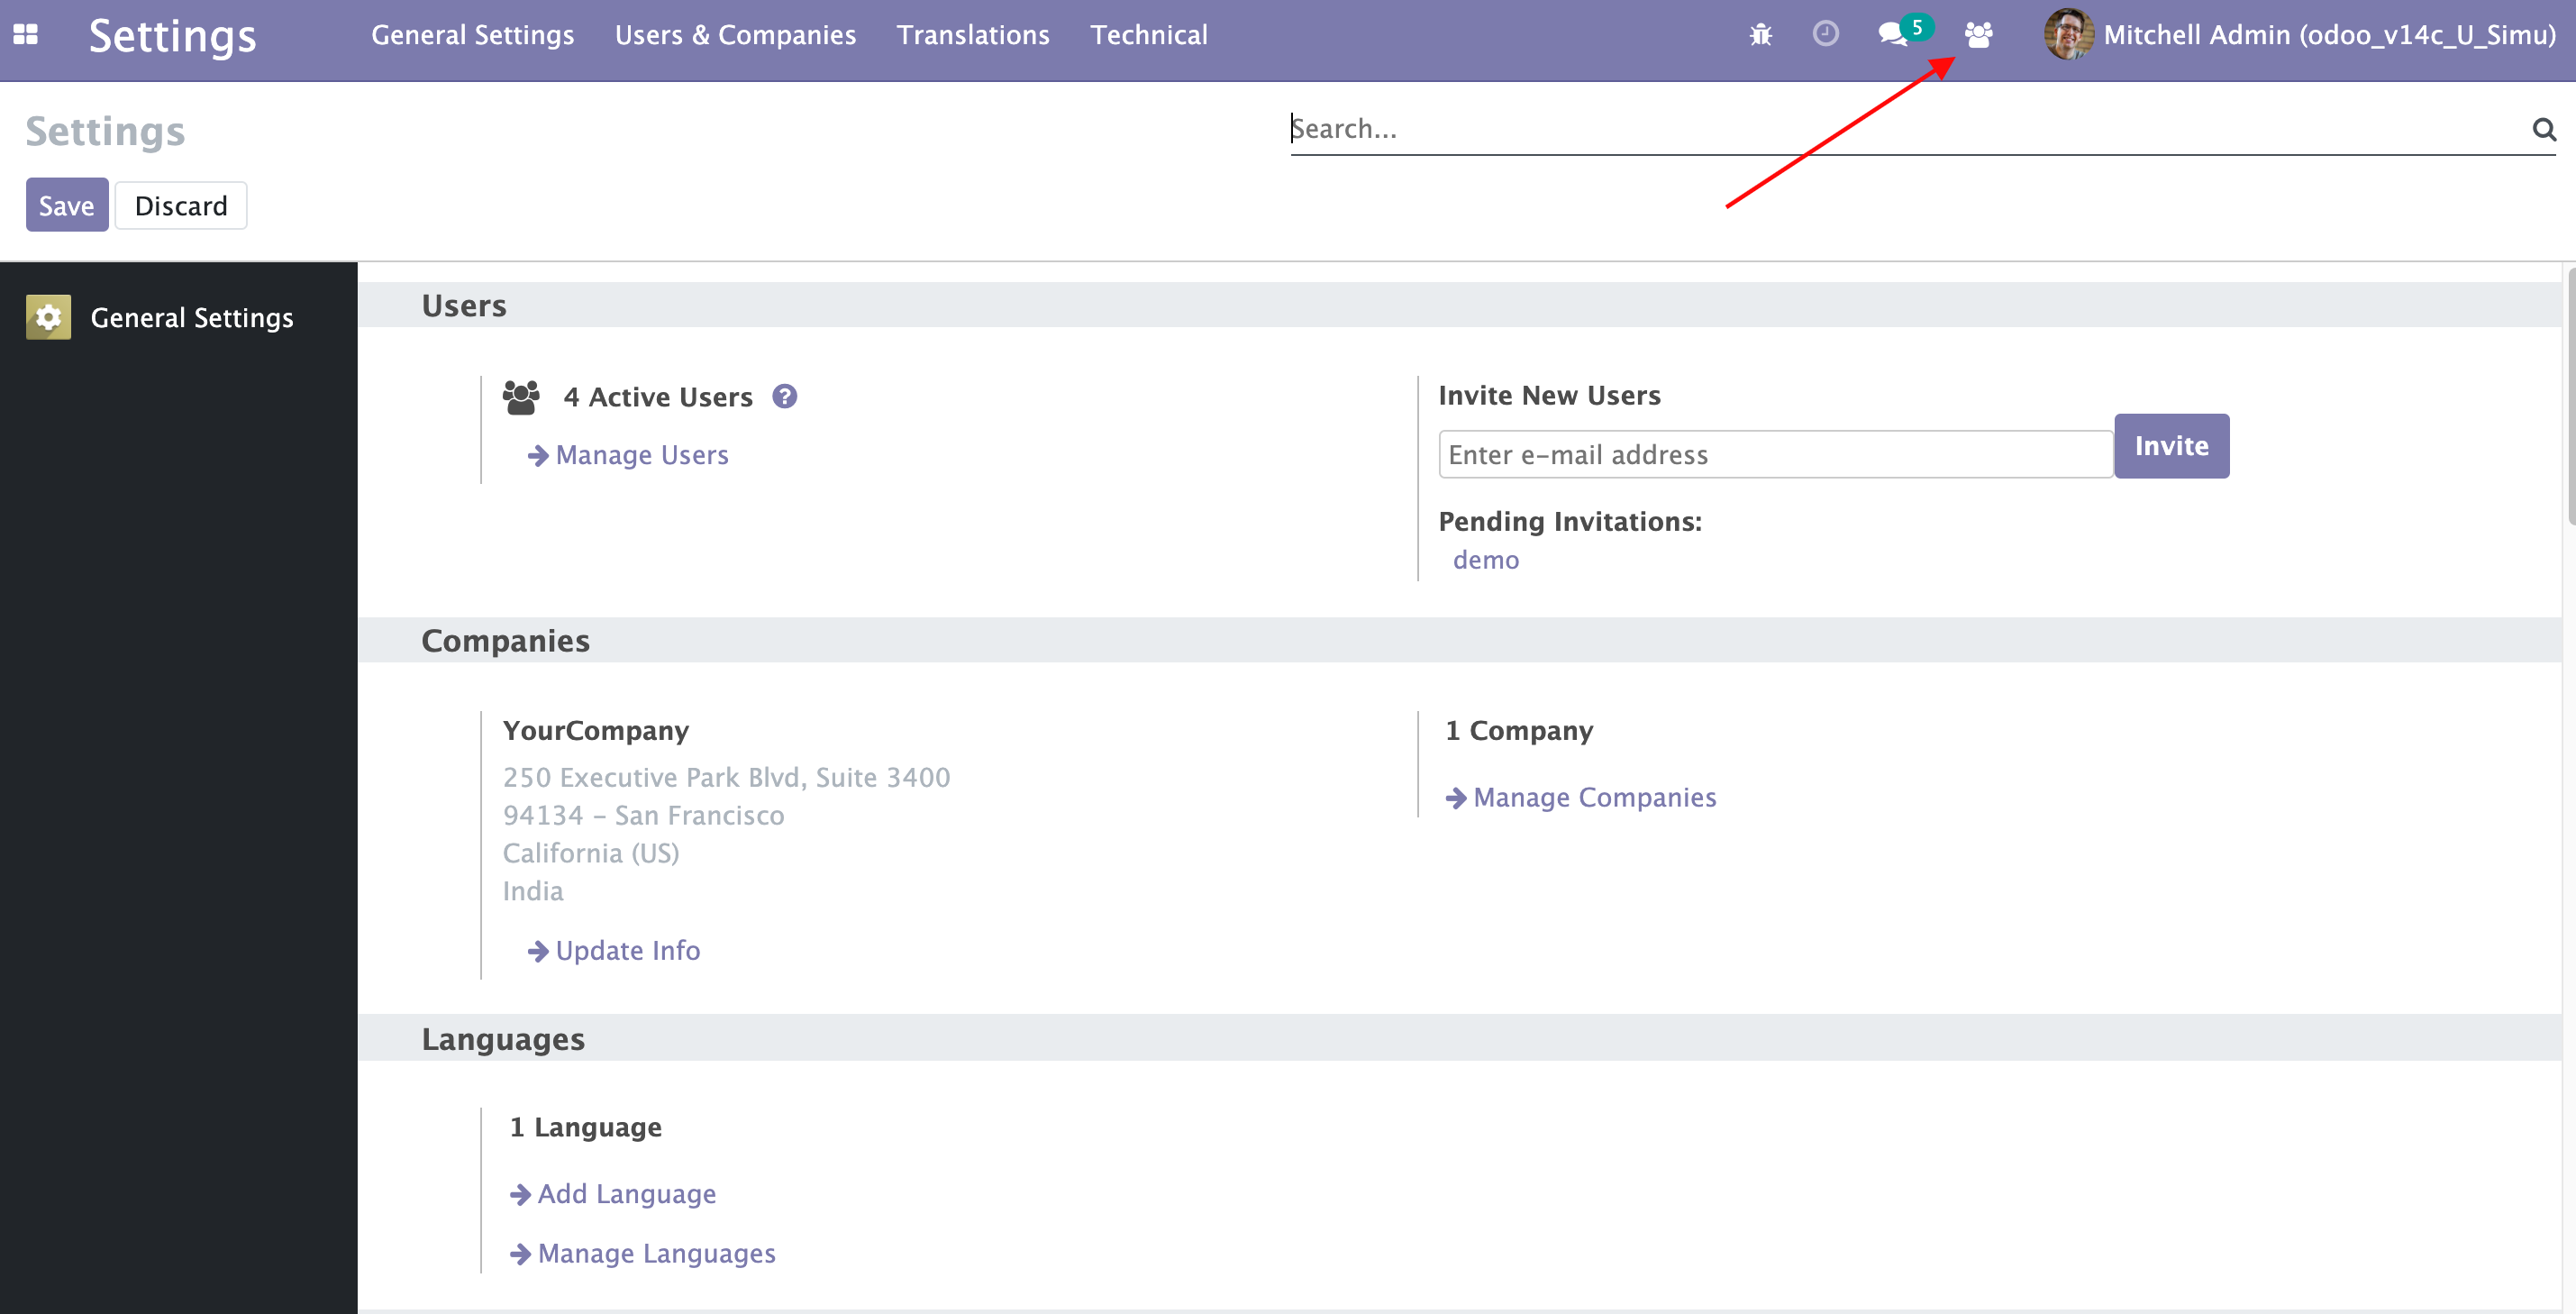 Settings
General Settings
Users & Companies
Translations
Technical
5
Mitchell Admin (odoo_v14c_U_Simu)
Settings
Search...
Save
Discard
General Settings
Users
4 Active Users
?
Manage Users
Invite New Users
Enter e-mail address
Invite
Pending Invitations:
demo
Companies
YourCompany
250 Executive Park Blvd, Suite 3400
94134 - San Francisco
California (US)
India
Update Info
1 Company
Manage Companies
Languages
1 Language
Add Language
Manage Languages